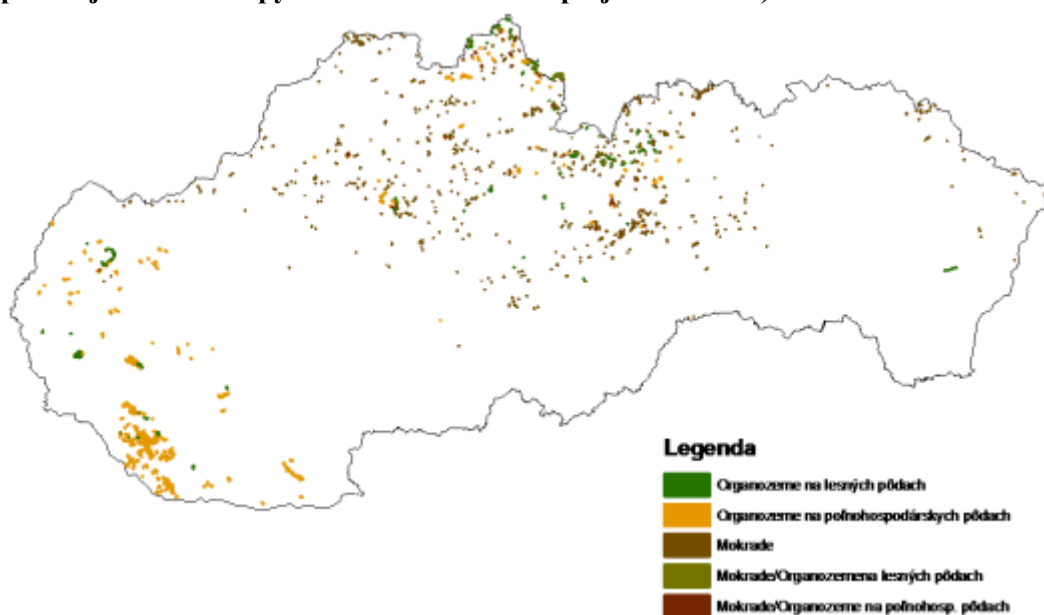 Legenda
Organozeme na lesných pôdach
Organozeme na poľnohospodárskych pôdach
Mokrade
Mokrade/Organozemena lesných pôdach
Mokrade/Organozeme na poľnohosp. pôdach